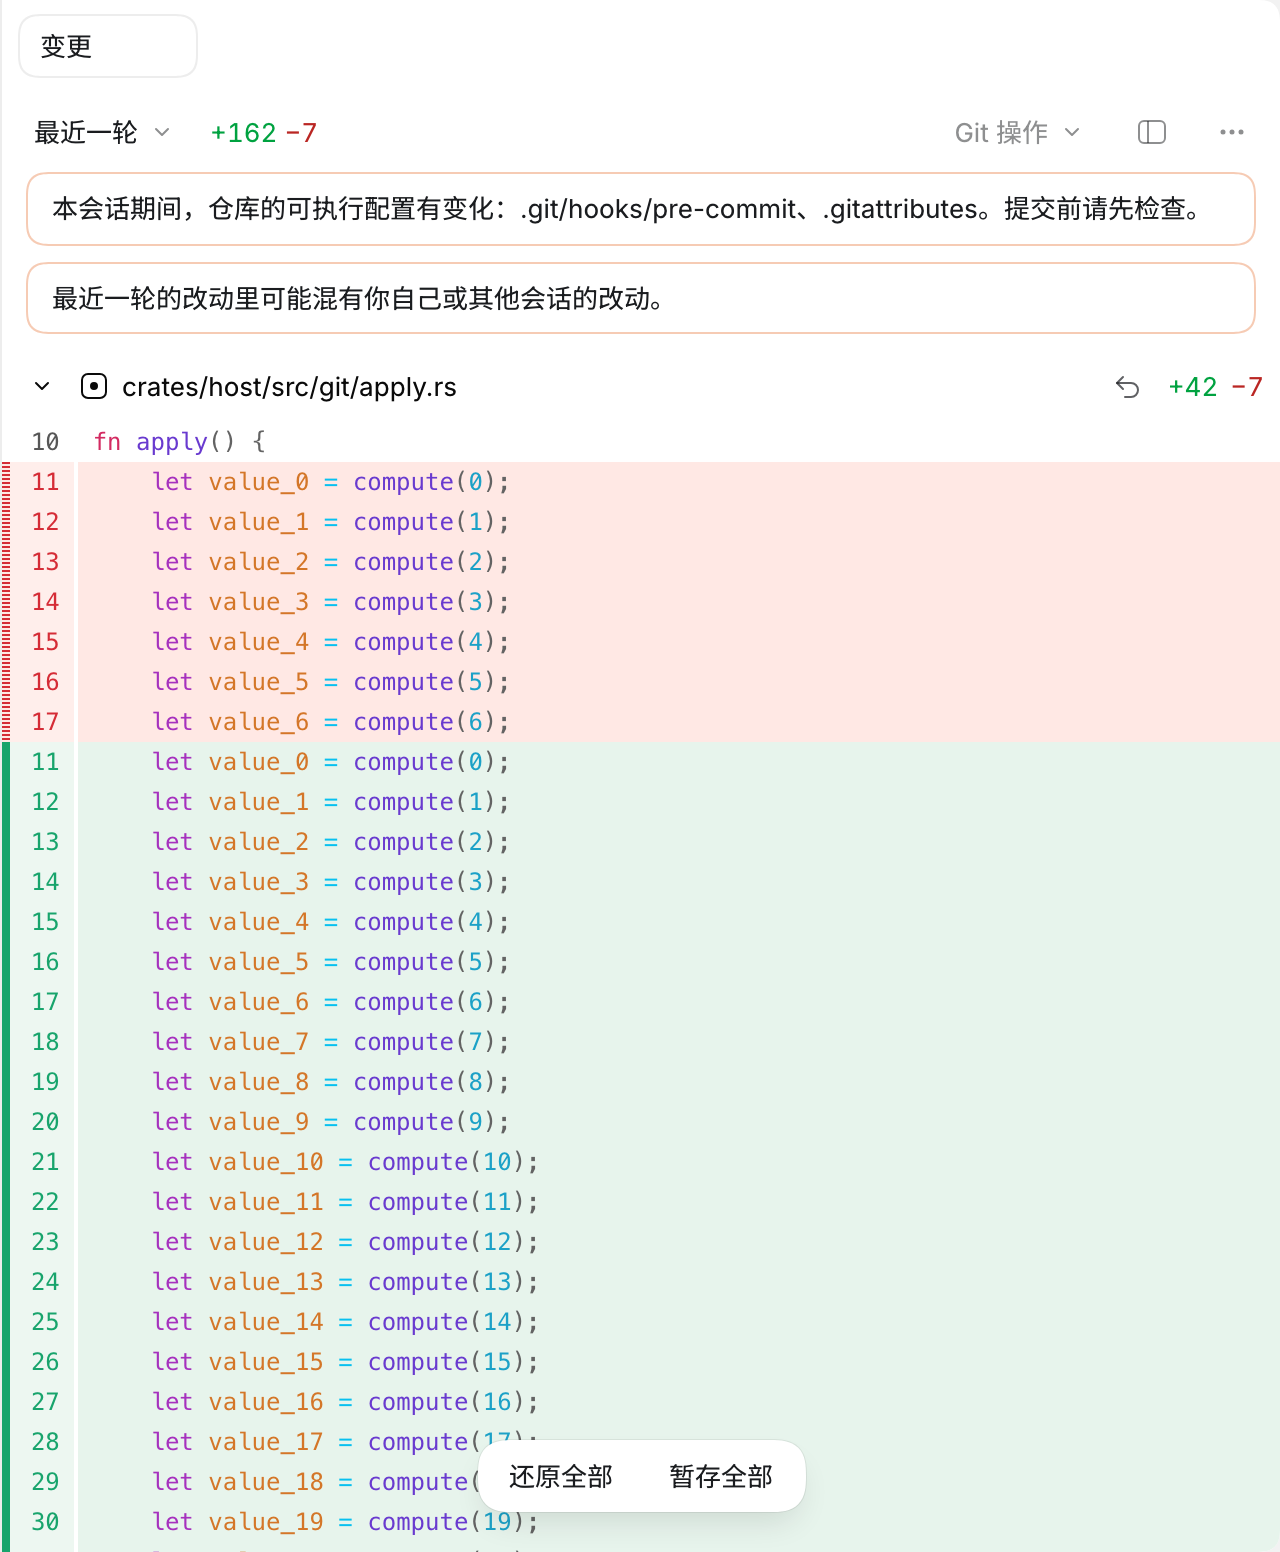 变更
最近一轮 +162 −7 Git 操作
本会话期间，仓库的可执行配置有变化：.git/hooks/pre-commit、.gitattributes。提交前请先检查。
最近一轮的改动里可能混有你自己或其他会话的改动。
crates/host/src/git/apply.rs +42 −7
10 fn apply() {
11 let value_0 = compute(0);
12 let value_1 = compute(1);
13 let value_2 = compute(2);
14 let value_3 = compute(3);
15 let value_4 = compute(4);
16 let value_5 = compute(5);
17 let value_6 = compute(6);
11 let value_0 = compute(0);
12 let value_1 = compute(1);
13 let value_2 = compute(2);
14 let value_3 = compute(3);
15 let value_4 = compute(4);
16 let value_5 = compute(5);
17 let value_6 = compute(6);
18 let value_7 = compute(7);
19 let value_8 = compute(8);
20 let value_9 = compute(9);
21 let value_10 = compute(10);
22 let value_11 = compute(11);
23 let value_12 = compute(12);
24 let value_13 = compute(13);
25 let value_14 = compute(14);
26 let value_15 = compute(15);
27 let value_16 = compute(16);
28 let value_17 = compute(17);
29 let value_18 = compute(
还原全部 暂存全部
30 let value_19 = compute(19);